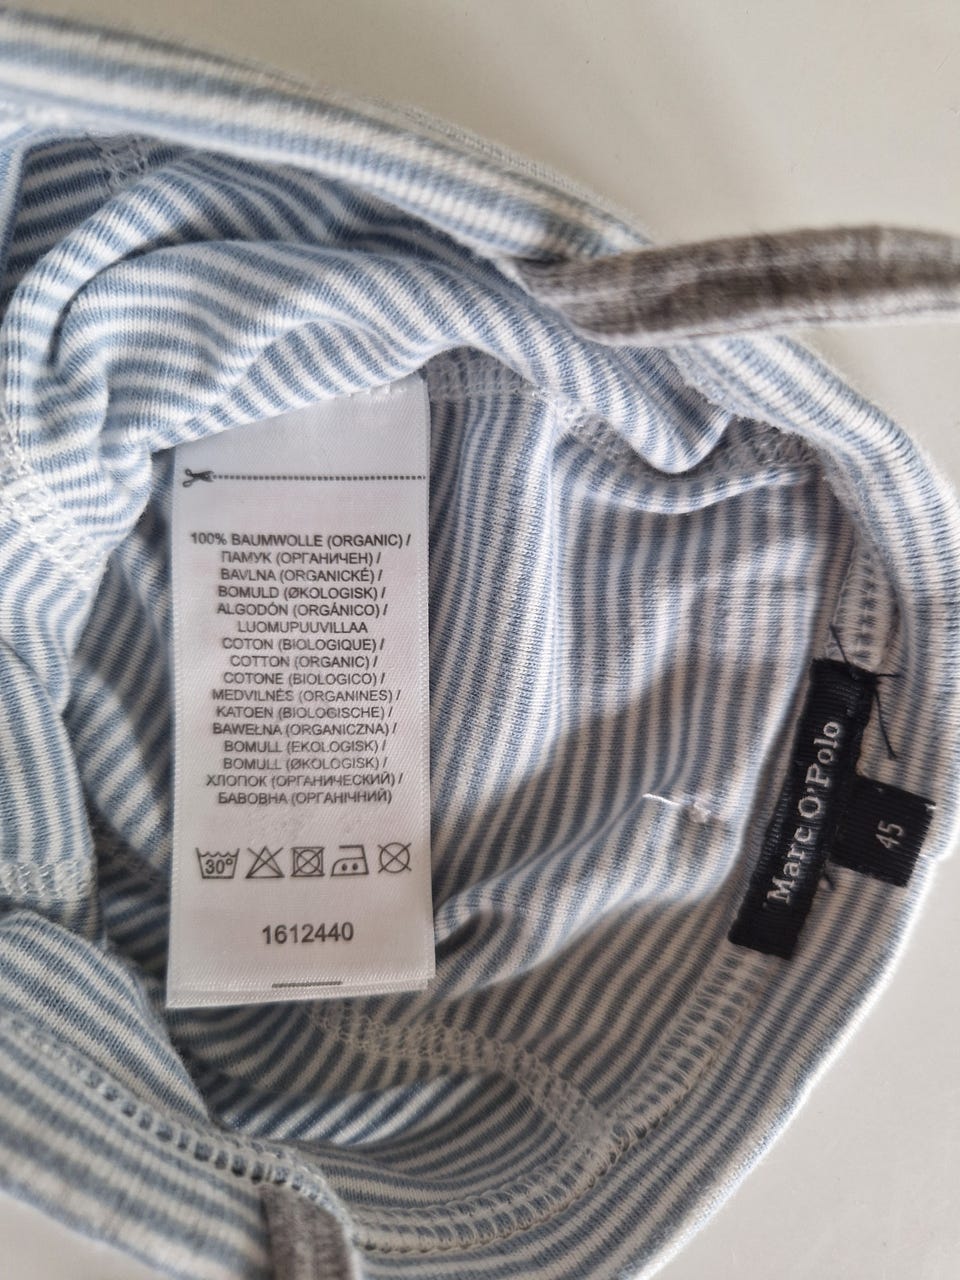 100% BAUMWOLLE (ORGANIC) /
ПАМУК (ОРГАНИЧЕН) /
BAVLNA (ORGANICKÉ) /
BOMULD (ØKOLOGISK) /
ALGODÓN (ORGÁNICO) /
LUOMUPUUVILLAA
COTON (BIOLOGIQUE) /
COTTON (ORGANIC) /
COTONE (BIOLOGICO) /
MEDVILNĖS (ORGANINES) /
KATOEN (BIOLOGISCHE) /
BAWEŁNA (ORGANICZNA) /
BOMULL (EKOLOGISK) /
BOMULL (ØKOLOGISK) /
ХЛОПОК (ОРГАНИЧЕСКИЙ) /
БАВОВНА (ОРГАНІЧНИЙ)
30°
1612440
Marc O'Polo
45